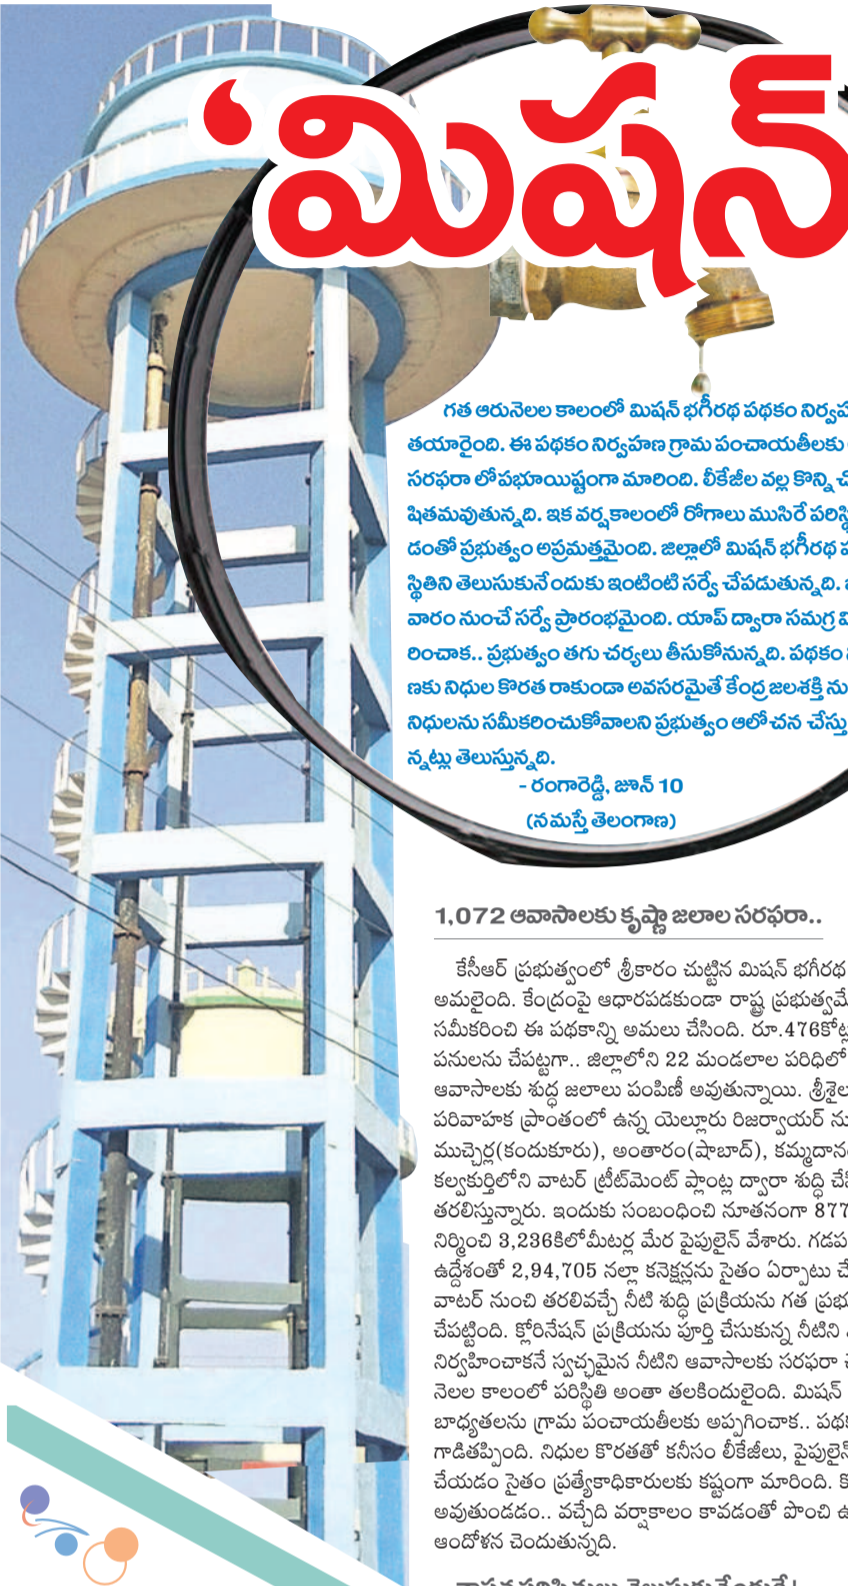 ‘మిషన్
గత ఆరునెలల కాలంలో మిషన్ భగీరథ పథకం
తయారైంది. ఈ పథకం నిర్వహణ గ్రామ పంచాయతీలకు
సరఫరా లోపభూయిష్టంగా మారింది. లీకేజీల వల్ల కొన్ని
షితమవుతున్నది. ఇక వర్షకాలంలో రోగాలు ముసిరే
డంతో ప్రభుత్వం అప్రమత్తమైంది. జిల్లాలో మిషన్ భగీరథ
స్థితిని తెలుసుకునేందుకు ఇంటింటి సర్వే చేపడుతున్నది.
వారం నుంచే సర్వే ప్రారంభమైంది. యాప్ ద్వారా సమగ్ర
రించాక.. ప్రభుత్వం తగు చర్యలు తీసుకోనున్నది. పథకం
ణకు నిధుల కొరత రాకుండా అవసరమైతే కేంద్ర జలశక్తి
నిధులను సమీకరించుకోవాలని ప్రభుత్వం ఆలోచన చేస్తు
న్నట్లు తెలుస్తున్నది.
- రంగారెడ్డి, జూన్ 10
(నమస్తే తెలంగాణ)
1,072 ఆవాసాలకు కృష్ణా జలాల సరఫరా..
కేసీఆర్ ప్రభుత్వంలో శ్రీకారం చుట్టిన మిషన్ భగీరథ
అమలైంది. కేంద్రంపై ఆధారపడకుండా రాష్ట్ర ప్రభుత్వమే
సమీకరించి ఈ పథకాన్ని అమలు చేసింది. రూ.476కోట్ల
పనులను చేపట్టగా.. జిల్లాలోని 22 మండలాల పరిధిలో
ఆవాసాలకు శుద్ధ జలాలు పంపిణీ అవుతున్నాయి.
పరివాహక ప్రాంతంలో ఉన్న యెల్లూరు రిజర్వాయర్
ముచ్చెర్ల(కందుకూరు), అంతారం(షాబాద్),
కల్వకుర్తిలోని వాటర్ ట్రీట్‌మెంట్ ప్లాంట్ల ద్వారా శుద్ధి
తరలిస్తున్నారు. ఇందుకు సంబంధించి నూతనంగా 877
నిర్మించి 3,236కిలోమీటర్ల మేర పైపులైన్ వేశారు.
ఉద్దేశంతో 2,94,705 నల్లా కనెక్షన్లను సైతం ఏర్పాటు
వాటర్ నుంచి తరలివచ్చే నీటి శుద్ధి ప్రక్రియను గత
చేపట్టింది. క్లోరినేషన్ ప్రక్రియను పూర్తి చేసుకున్న నీటిని
నిర్వహించాకనే స్వచ్ఛమైన నీటిని ఆవాసాలకు సరఫరా
నెలల కాలంలో పరిస్థితి అంతా తలకిందులైంది. మిషన్
బాధ్యతలను గ్రామ పంచాయతీలకు అప్పగించాక..
గాడితప్పింది. నిధుల కొరతతో కనీసం లీకేజీలు, పైపులైన్
చేయడం సైతం ప్రత్యేకాధికారులకు కష్టంగా మారింది.
అవుతుండడం.. వచ్చేది వర్షాకాలం కావడంతో పొంచి
ఆందోళన చెందుతున్నది.